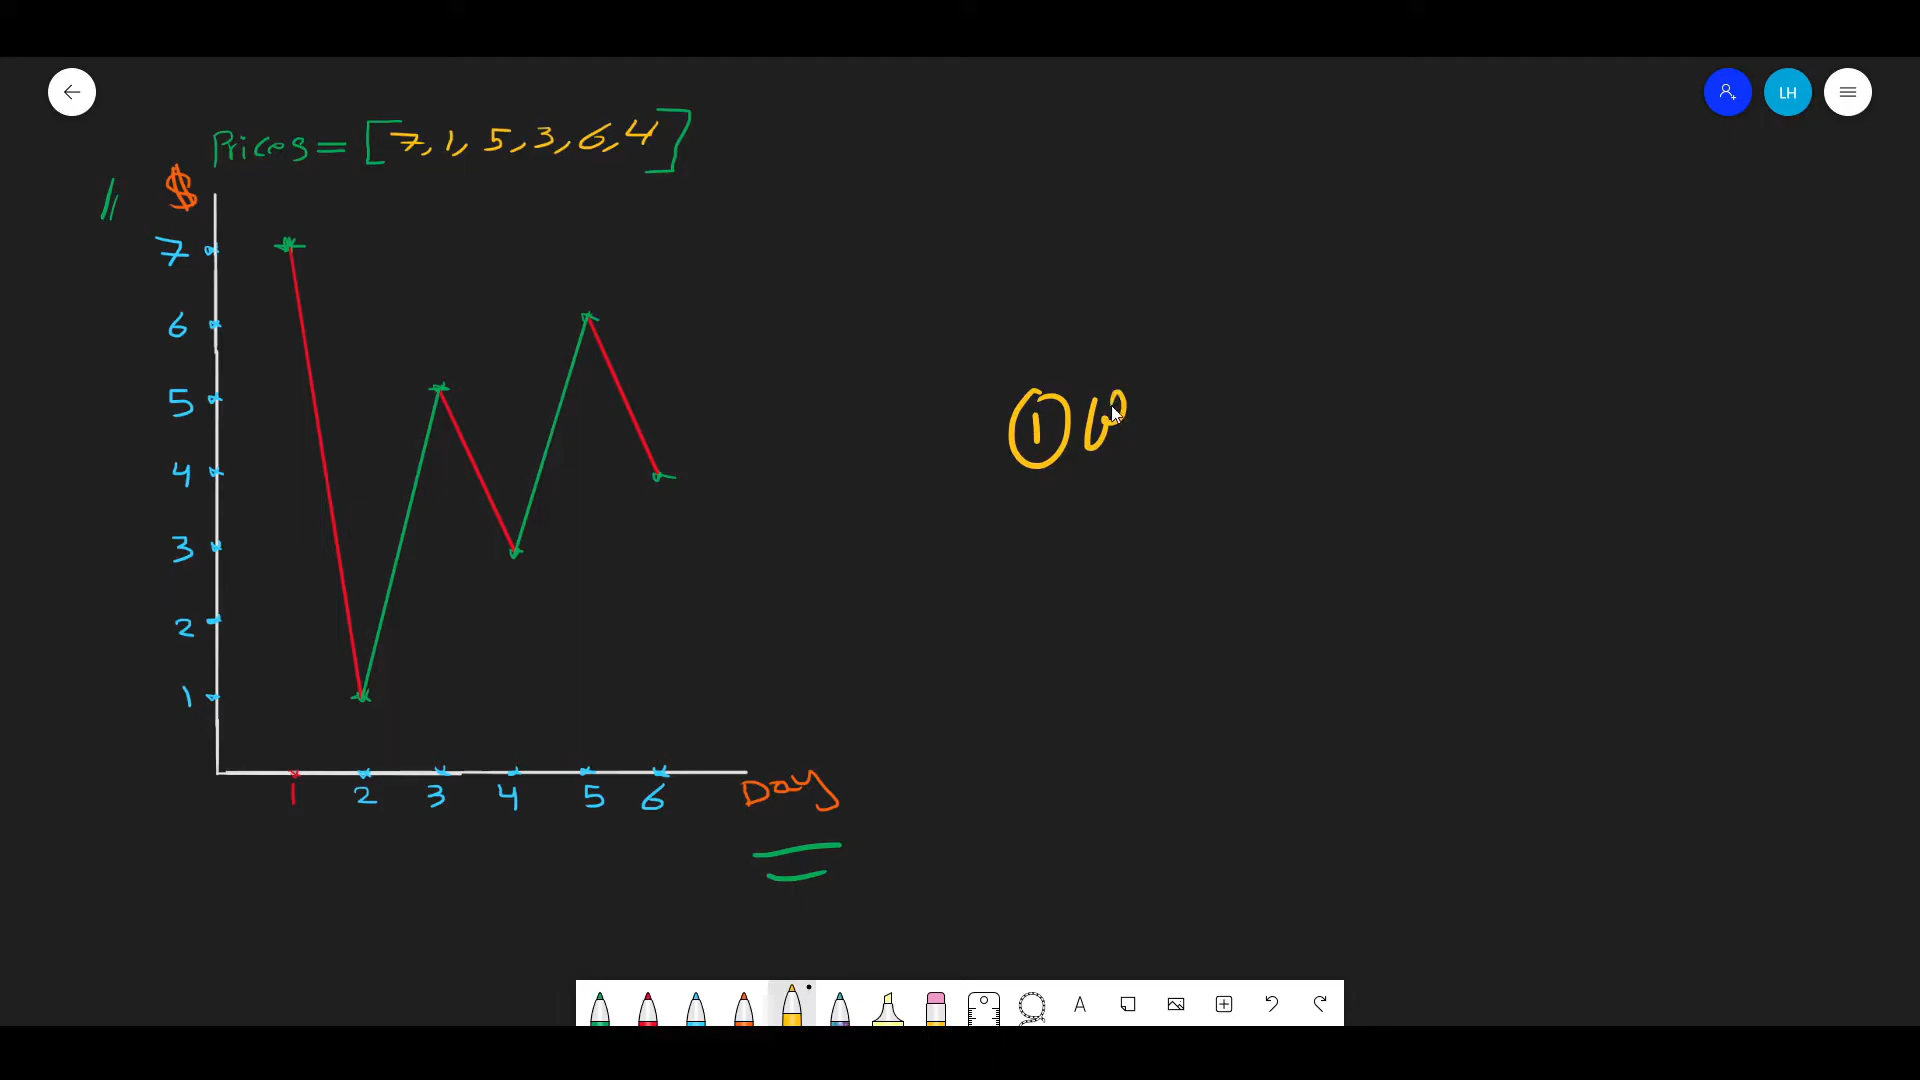 LH
Prices = [7, 1, 5, 3, 6, 4]
$
7
6
5
4
3
2
1
1 2 3 4 5 6 Day
①
A